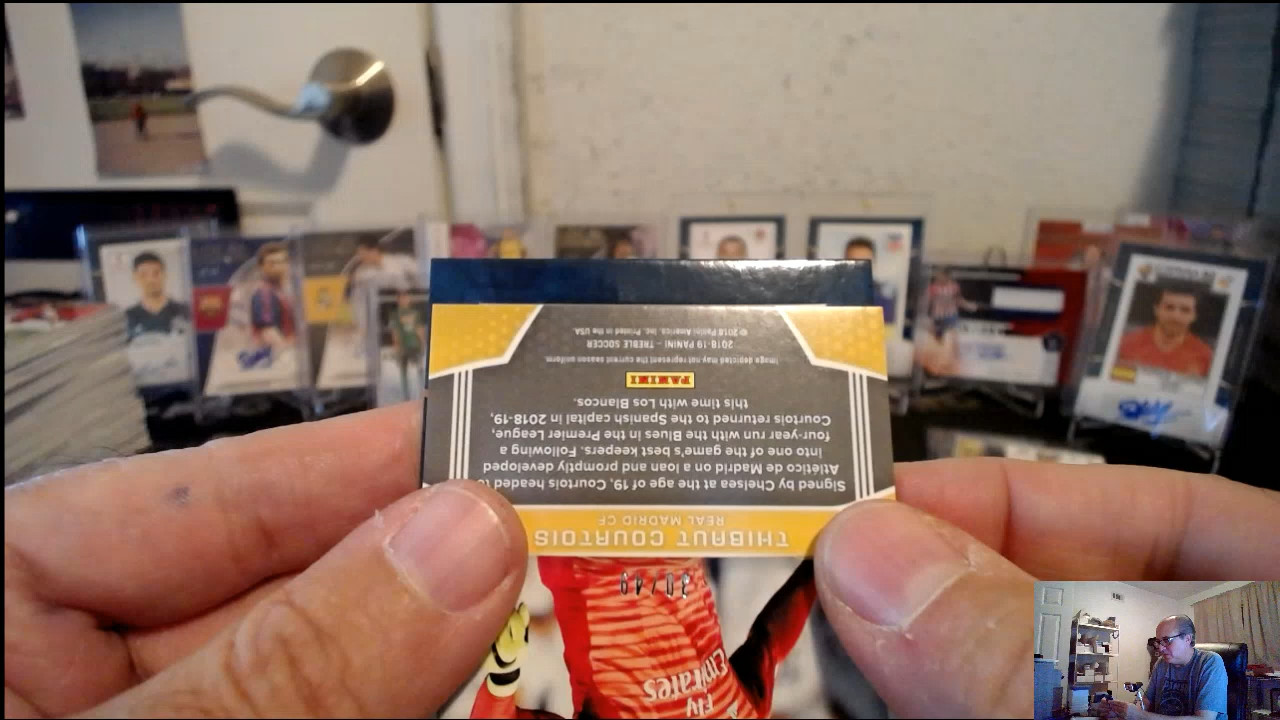 Fly
Emirates
30/49
THIBAUT COURTOIS
REAL MADRID CF
Signed by Chelsea at the age of 19, Courtois headed to
Atlético de Madrid on a loan and promptly developed
into one of the game's best keepers. Following a
four-year run with the Blues in the Premier League,
Courtois returned to the Spanish capital in 2018-19,
this time with Los Blancos.
PANINI
Image depicted may not represent the current season uniform.
2018-19 PANINI - TREBLE SOCCER
© 2018 Panini America, Inc. Printed in the USA.